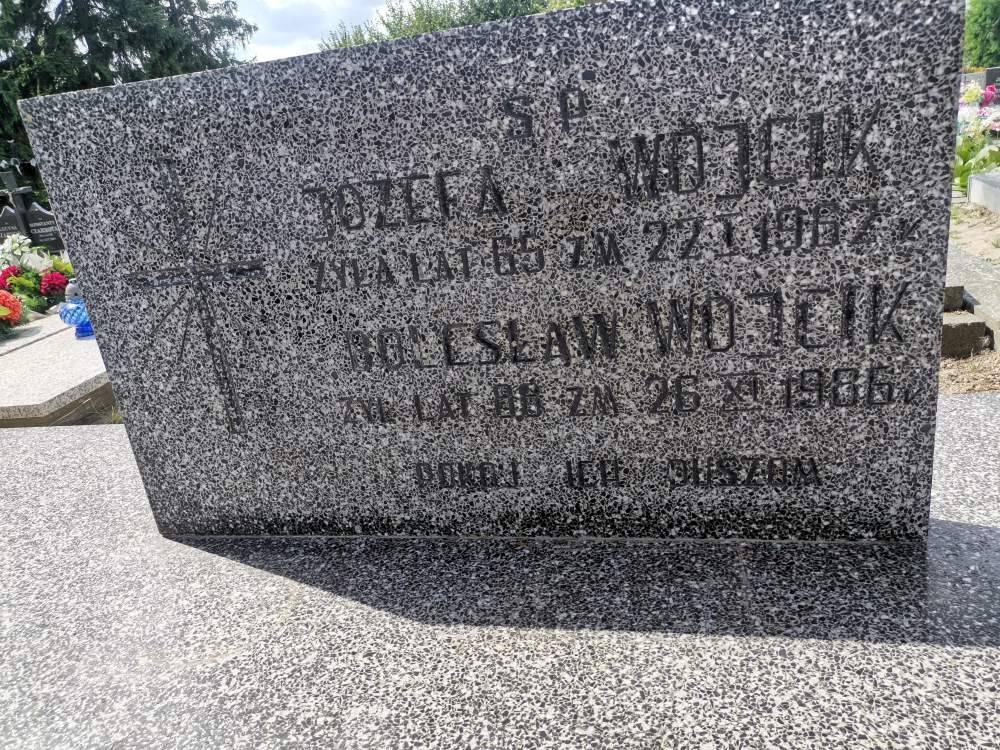 Ś P
JÓZEFA WÓJCIK
ŻYŁA LAT 65 ZM 22 I 1967 r
BOLESŁAW WÓJCIK
ŻYŁ LAT 86 ZM 26 XI 1986 r
POKÓJ ICH DUSZOM